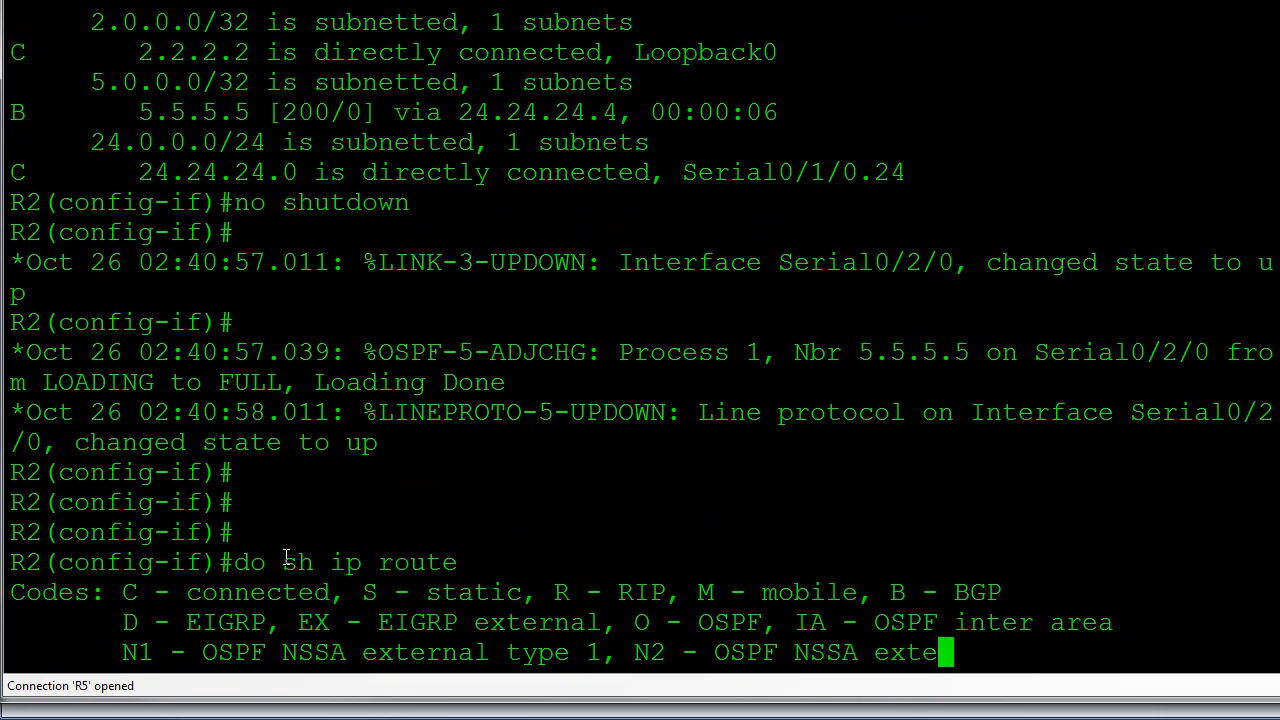 2.0.0.0/32 is subnetted, 1 subnets
C       2.2.2.2 is directly connected, Loopback0
5.0.0.0/32 is subnetted, 1 subnets
B       5.5.5.5 [200/0] via 24.24.24.4, 00:00:06
24.0.0.0/24 is subnetted, 1 subnets
C       24.24.24.0 is directly connected, Serial0/1/0.24
R2(config-if)#no shutdown
R2(config-if)#
*Oct 26 02:40:57.011: %LINK-3-UPDOWN: Interface Serial0/2/0, changed state to u
p
R2(config-if)#
*Oct 26 02:40:57.039: %OSPF-5-ADJCHG: Process 1, Nbr 5.5.5.5 on Serial0/2/0 fro
m LOADING to FULL, Loading Done
*Oct 26 02:40:58.011: %LINEPROTO-5-UPDOWN: Line protocol on Interface Serial0/2
/0, changed state to up
R2(config-if)#
R2(config-if)#
R2(config-if)#
R2(config-if)#do sh ip route
Codes: C - connected, S - static, R - RIP, M - mobile, B - BGP
D - EIGRP, EX - EIGRP external, O - OSPF, IA - OSPF inter area
N1 - OSPF NSSA external type 1, N2 - OSPF NSSA exte
Connection 'R5' opened